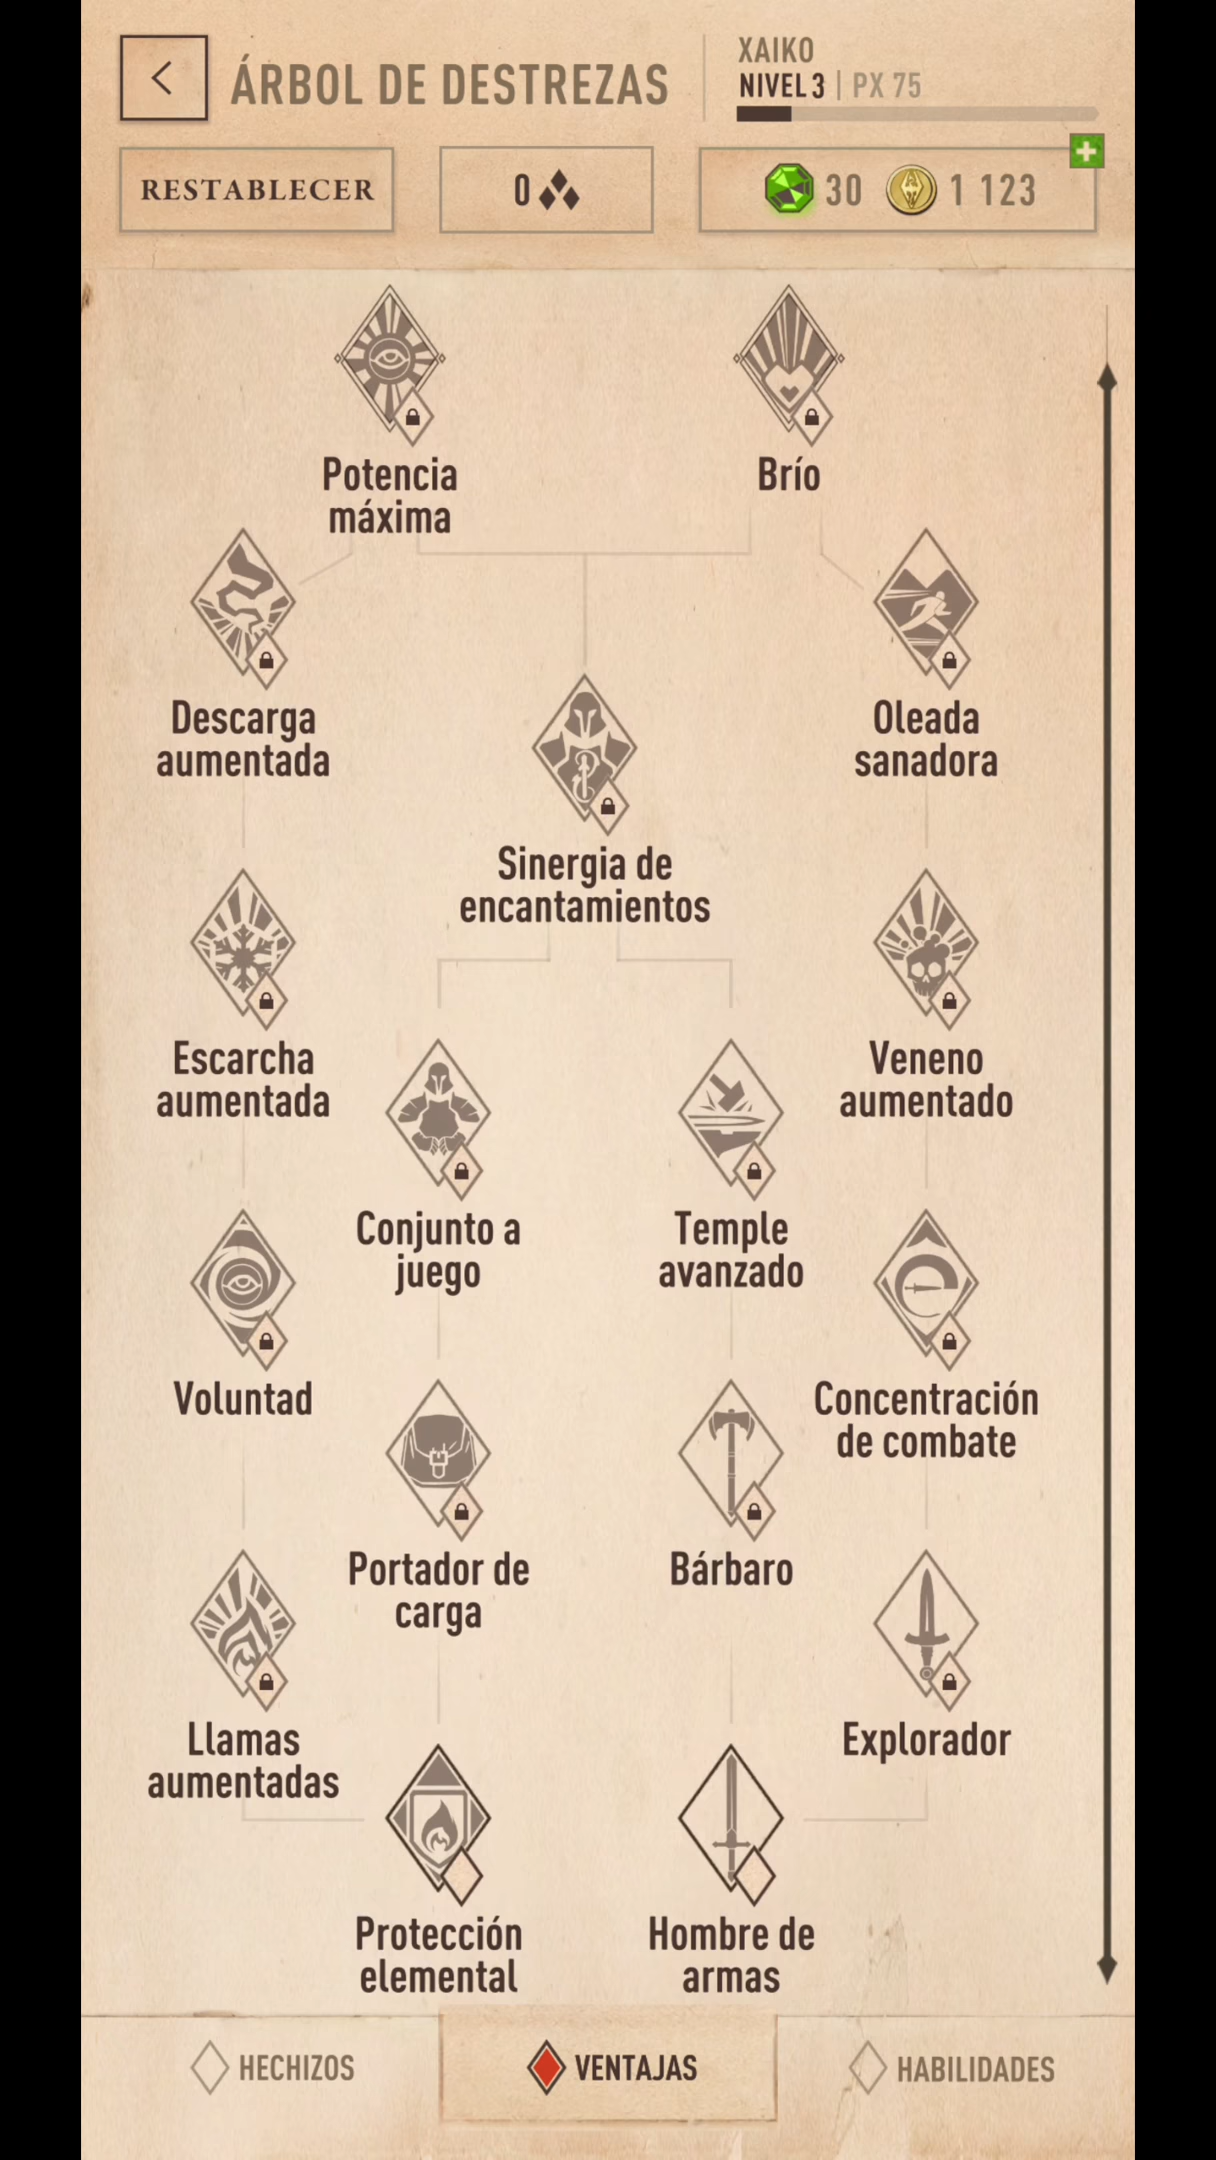 ÁRBOL DE DESTREZAS
XAIKO
NIVEL 3 | PX 75
RESTABLECER
0
30
1 123
Potencia
máxima
Brío
Descarga
aumentada
Oleada
sanadora
Sinergia de
encantamientos
Escarcha
aumentada
Veneno
aumentado
Conjunto a
juego
Temple
avanzado
Voluntad
Concentración
de combate
Portador de
carga
Bárbaro
Llamas
aumentadas
Explorador
Protección
elemental
Hombre de
armas
HECHIZOS
VENTAJAS
HABILIDADES